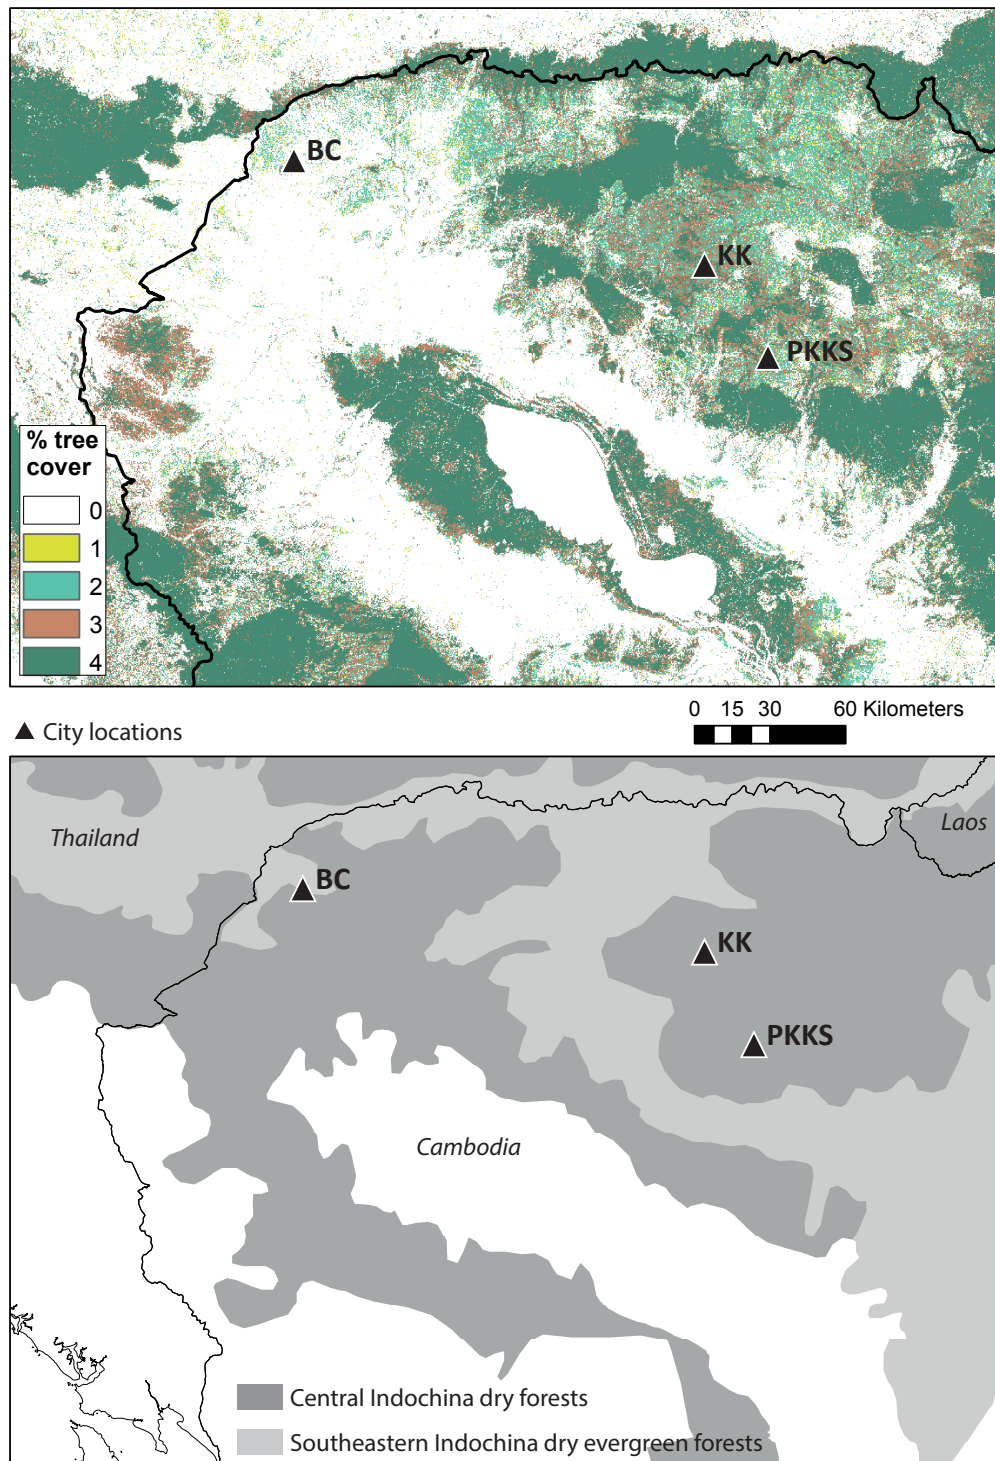 BC
KK
PKKS
% tree
cover
0
1
2
3
4
0 15 30 60 Kilometers
▲ City locations
Thailand
Laos
BC
KK
PKKS
Cambodia
Central Indochina dry forests
Southeastern Indochina dry evergreen forests